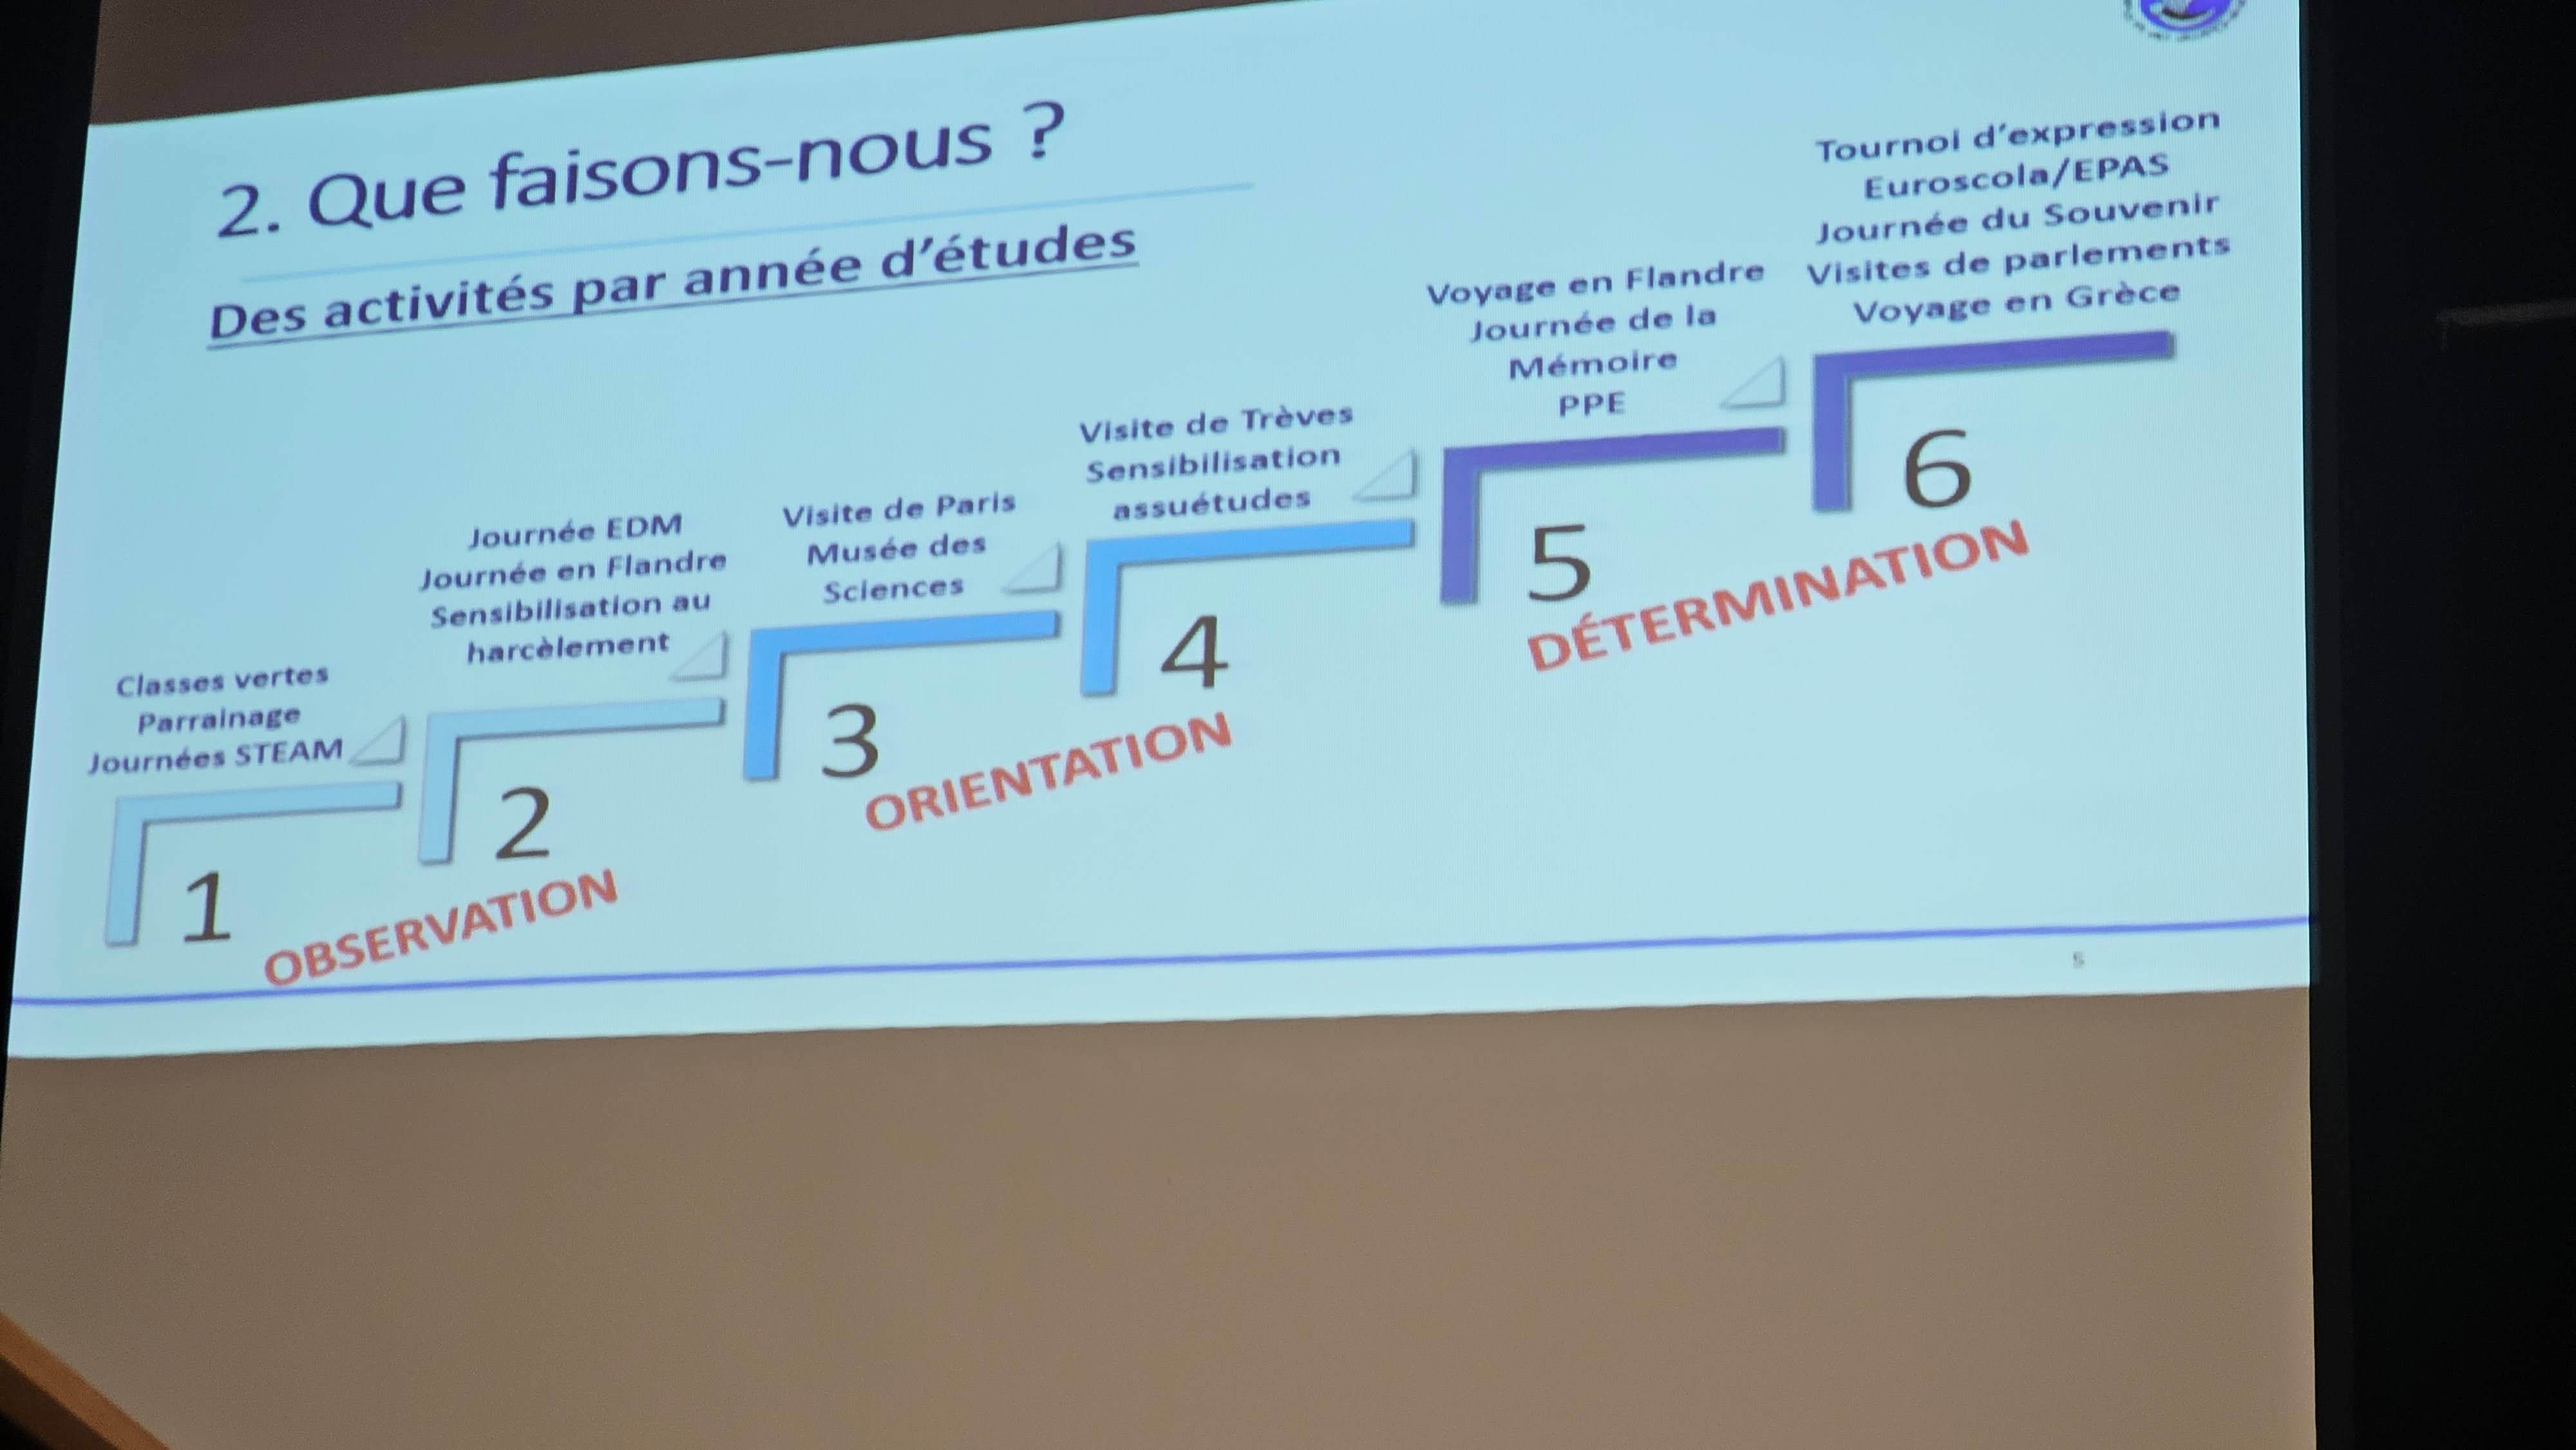 2. Que faisons-nous ?
Des activités par année d'études
Classes vertes
Parrainage
Journées STEAM
1
Journée EDM
Journée en Flandre
Sensibilisation au
harcèlement
2
OBSERVATION
Visite de Paris
Musée des
Sciences
3
Visite de Trèves
Sensibilisation
assuétudes
4
ORIENTATION
Voyage en Flandre
Journée de la
Mémoire
PPE
5
Tournoi d'expression
Euroscola/EPAS
Journée du Souvenir
Visites de parlements
Voyage en Grèce
6
DÉTERMINATION
5